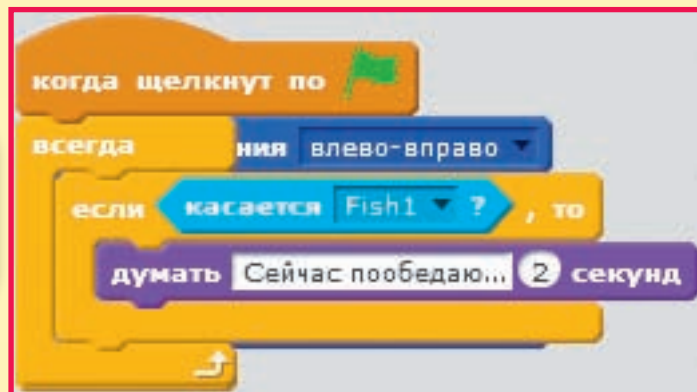 когда щелкнут по
всегда ния влево-вправо
если касается Fish1 ? , то
думать Сейчас пообедаю... 2 секунд